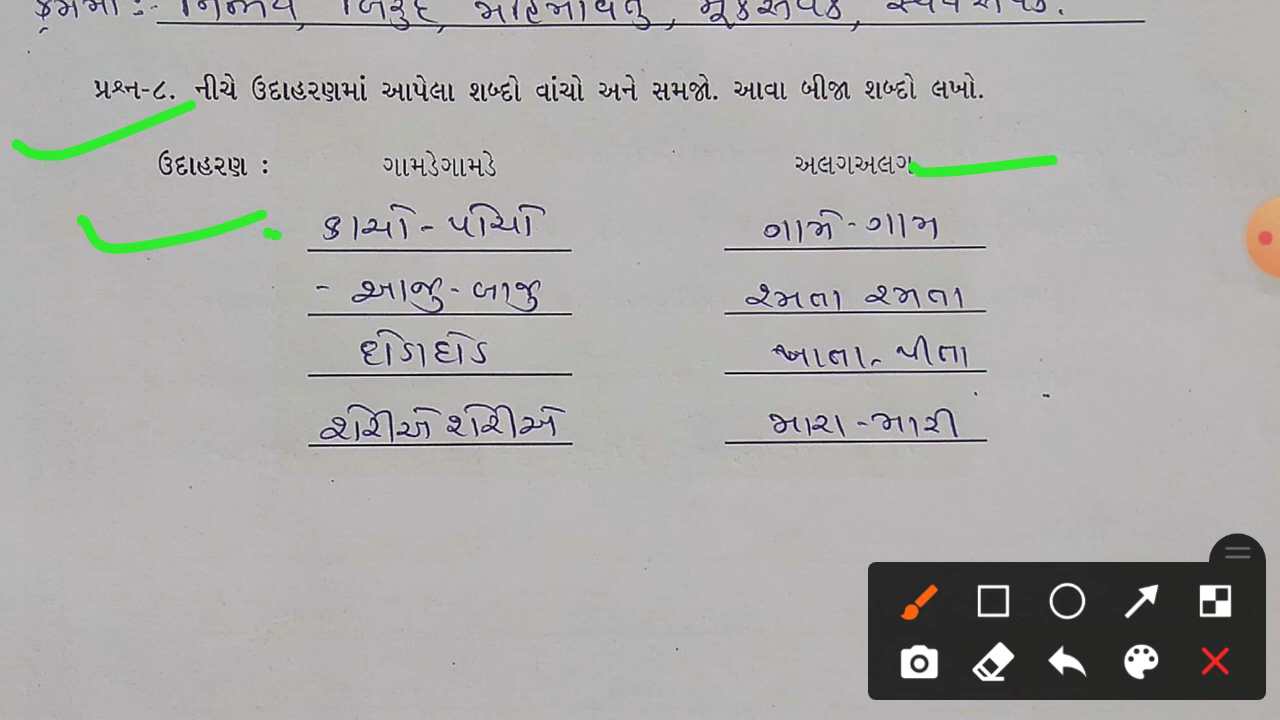 પ્રશ્ન-૮. નીચે ઉદાહરણમાં આપેલા શબ્દો વાંચો અને સમજો. આવા બીજા શબ્દો લખો.
ઉદાહરણ : ગામડેગામડે અલગઅલગ
કાચો - પોચો ગામે - ગામ
- આજુ - બાજુ રમતા રમતા
દોડાદોડ ખાતા - પીતા
શેરીએ શેરીએ મારા - મારી